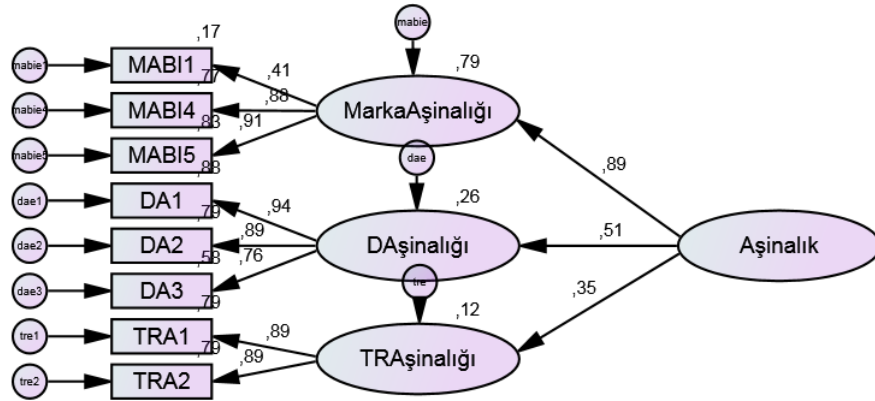 mabie
,17
,79
mabie1
MABI1
,41
,77
mabie4
MABI4
,88
MarkaAşinalığı
,83
,91
mabie5
MABI5
dae
,89
,88
dae1
DA1
,94
,26
,79
dae2
DA2
,89
DAşinalığı
,51
Aşinalık
,58
,76
dae3
DA3
tre
,35
,79
,12
tre1
TRA1
,89
,79
TRAşinalığı
,89
tre2
TRA2